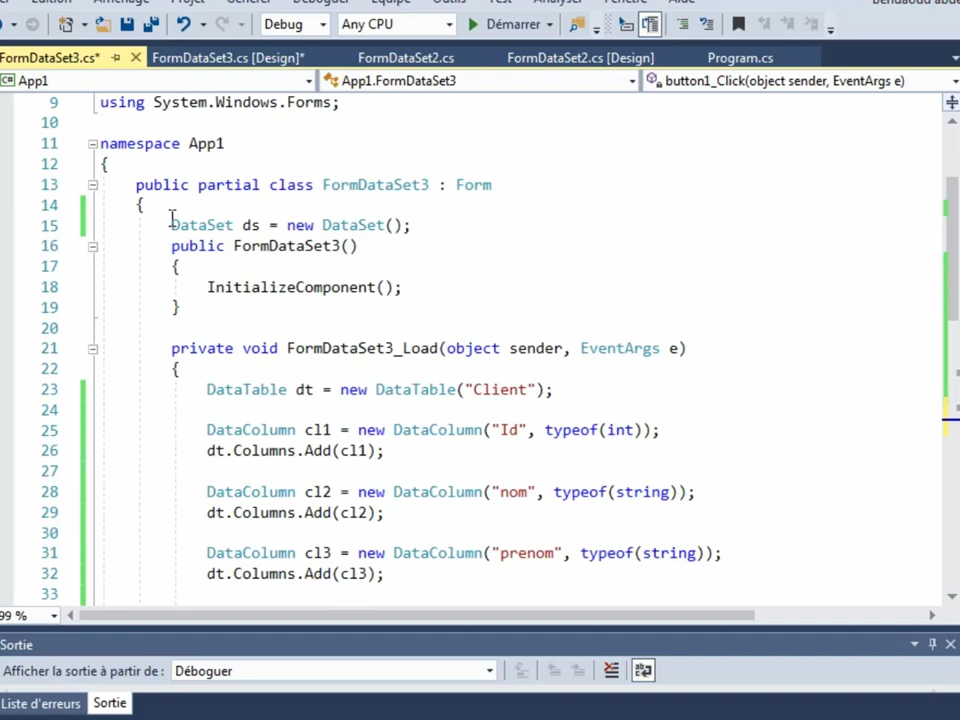 Debug
Any CPU
Démarrer
FormDataSet3.cs*
FormDataSet3.cs [Design]*
FormDataSet2.cs
FormDataSet2.cs [Design]
Program.cs
App1
App1.FormDataSet3
button1_Click(object sender, EventArgs e)
9 using System.Windows.Forms;
10
11 namespace App1
12 {
13 public partial class FormDataSet3 : Form
14 {
15 DataSet ds = new DataSet();
16 public FormDataSet3()
17 {
18 InitializeComponent();
19 }
20
21 private void FormDataSet3_Load(object sender, EventArgs e)
22 {
23 DataTable dt = new DataTable("Client");
24
25 DataColumn cl1 = new DataColumn("Id", typeof(int));
26 dt.Columns.Add(cl1);
27
28 DataColumn cl2 = new DataColumn("nom", typeof(string));
29 dt.Columns.Add(cl2);
30
31 DataColumn cl3 = new DataColumn("prenom", typeof(string));
32 dt.Columns.Add(cl3);
33
99 %
Sortie
Afficher la sortie à partir de :
Déboguer
Liste d'erreurs
Sortie